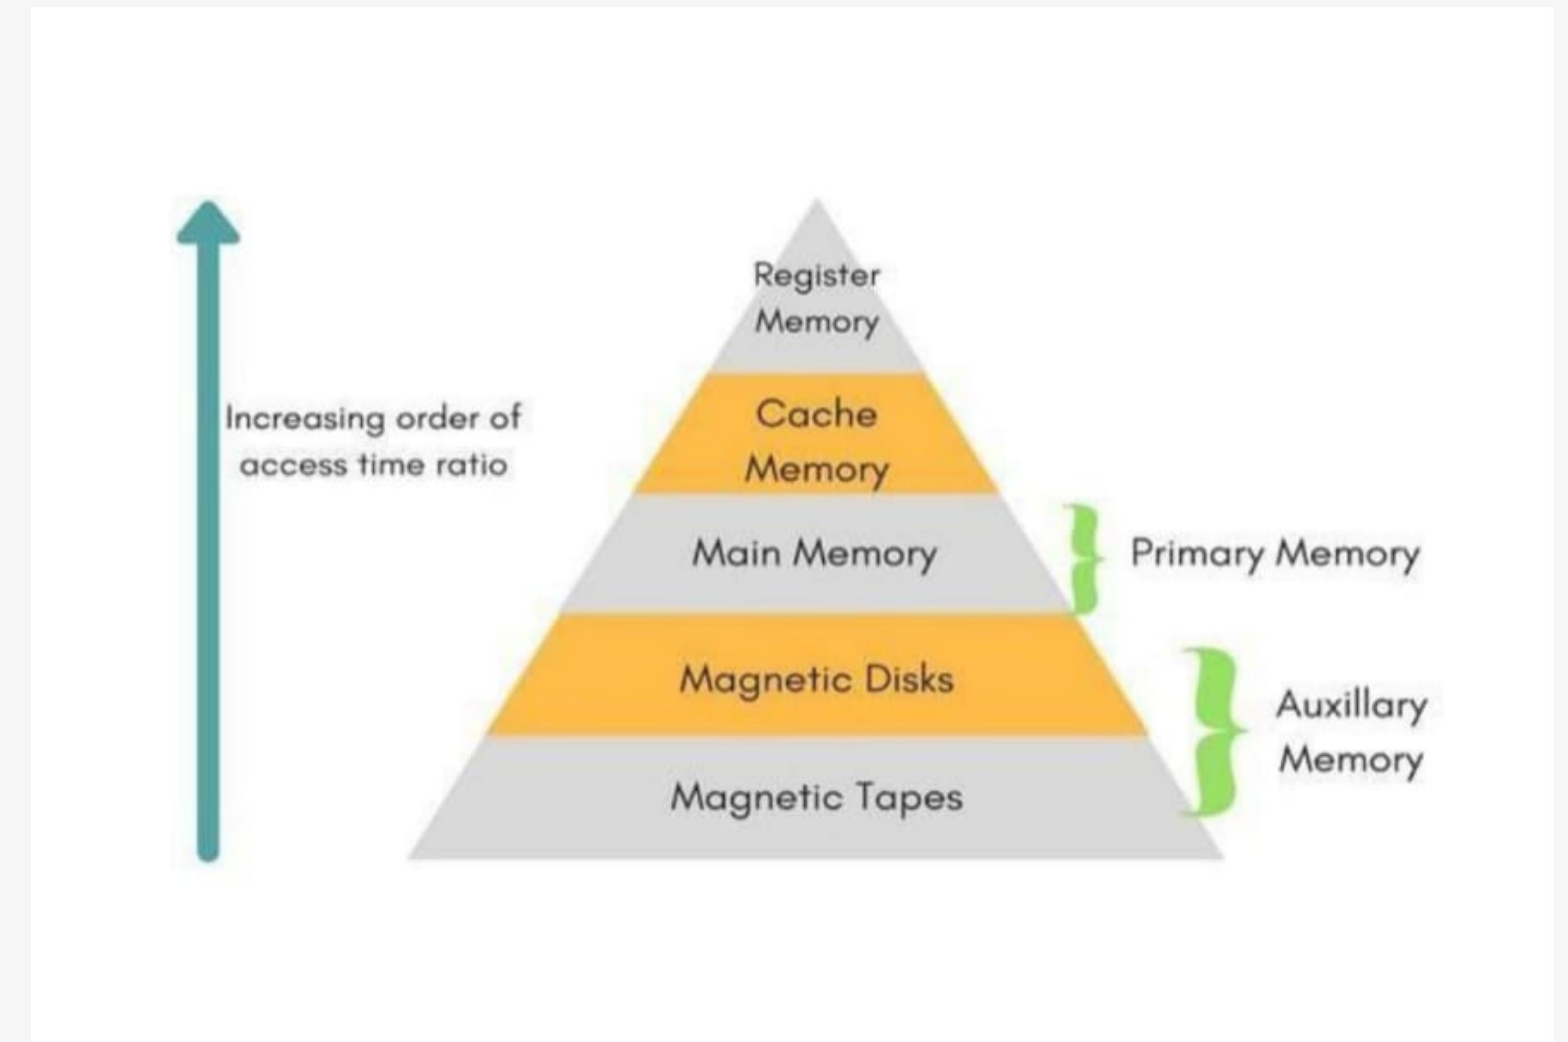 Register
Memory
Increasing order of
access time ratio
Cache
Memory
Main Memory
Primary Memory
Magnetic Disks
Auxillary
Memory
Magnetic Tapes